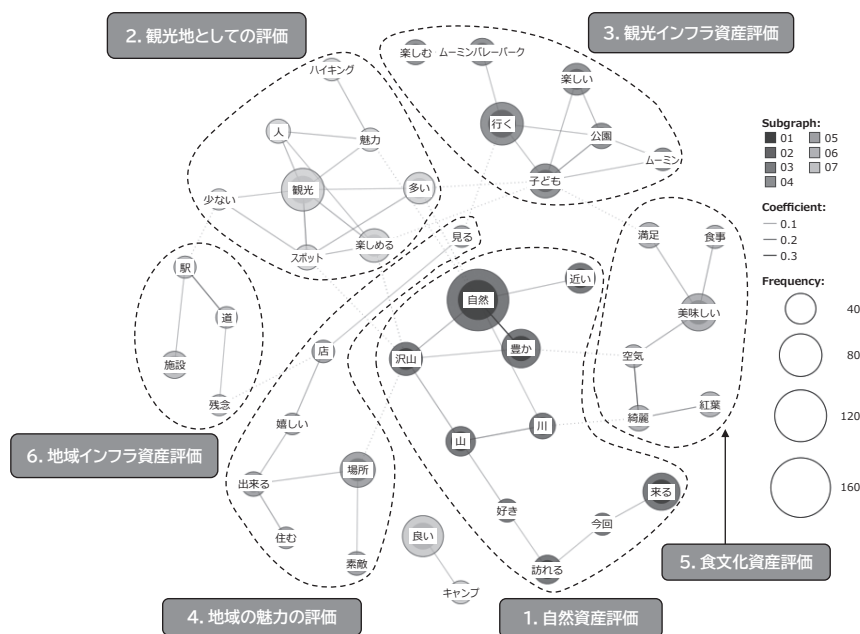 2. 観光地としての評価
3. 観光インフラ資産評価
楽しむ
ムーミンバレーパーク
ハイキング
楽しい
行く
人
魅力
公園
ムーミン
子ども
観光
多い
少ない
スポット
楽しめる
見る
満足
食事
駅
近い
自然
道
美味しい
店
沢山
豊か
空気
施設
残念
綺麗
紅葉
嬉しい
山
川
6. 地域インフラ資産評価
出来る
場所
来る
好き
今回
住む
良い
素敵
訪れる
キャンプ
5. 食文化資産評価
4. 地域の魅力の評価
1. 自然資産評価
Subgraph:
01 05
02 06
03 07
04
Coefficient:
0.1
0.2
0.3
Frequency:
40
80
120
160